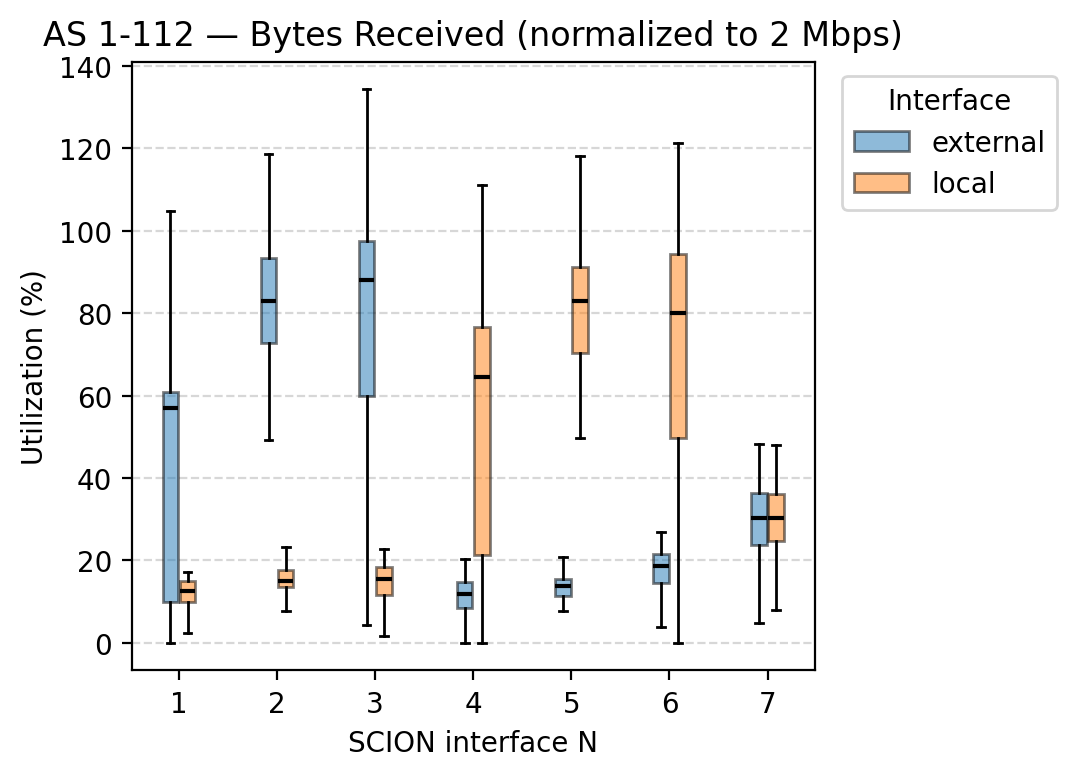 AS 1-112 — Bytes Received (normalized to 2 Mbps)
Utilization (%)
140
120
100
80
60
40
20
0
1 2 3 4 5 6 7
SCION interface N
Interface
external
local